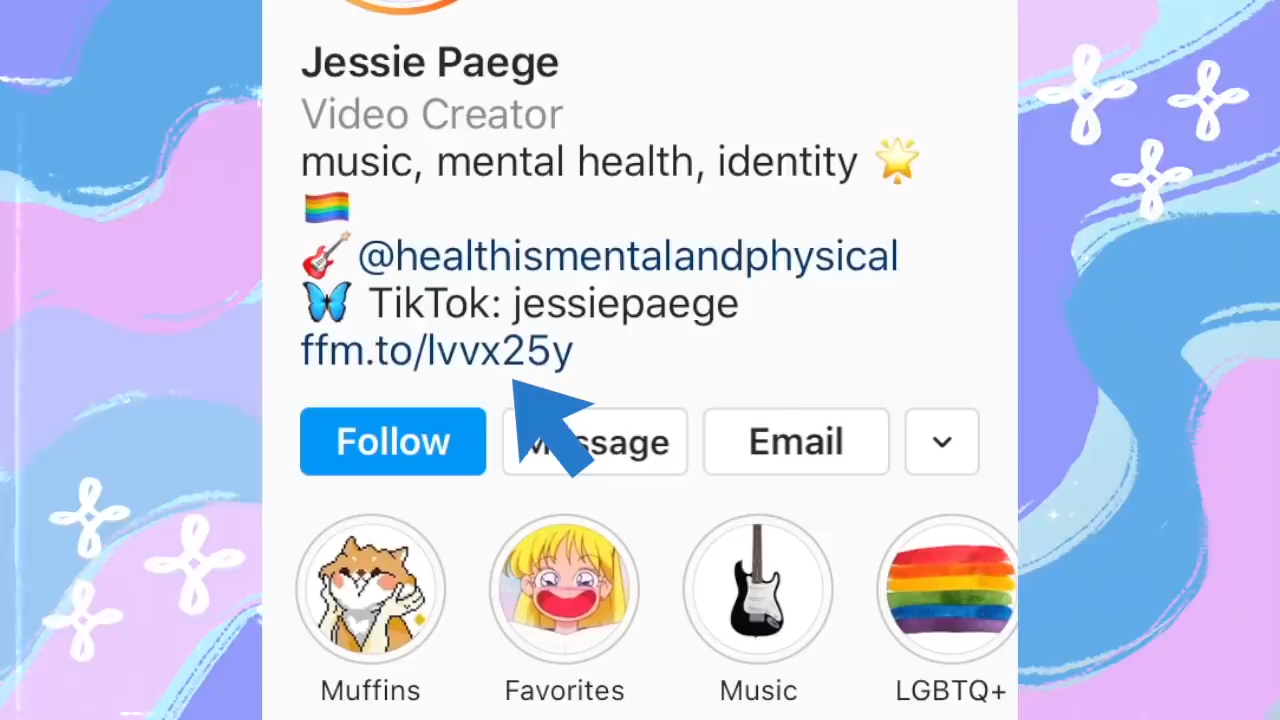 Jessie Paege
Video Creator
music, mental health, identity 🌟
🏳️‍🌈
🎸 @healthismentalandphysical
🦋 TikTok: jessiepaege
ffm.to/lvvx25y
Follow
Message
Email
Muffins
Favorites
Music
LGBTQ+